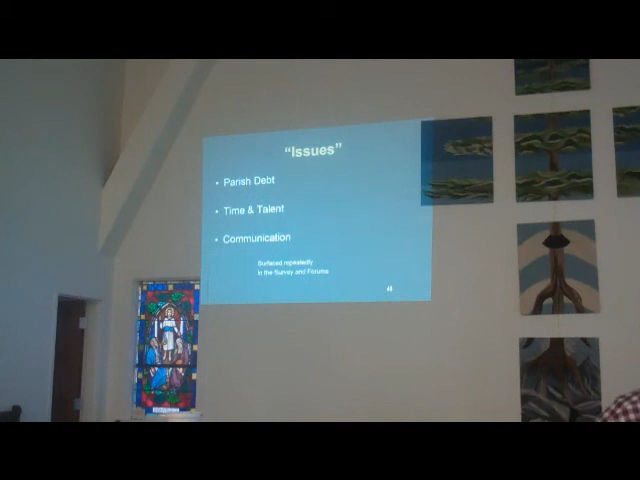 “Issues”
• Parish Debt
• Time & Talent
• Communication
Surfaced repeatedly
in the Survey and Forums